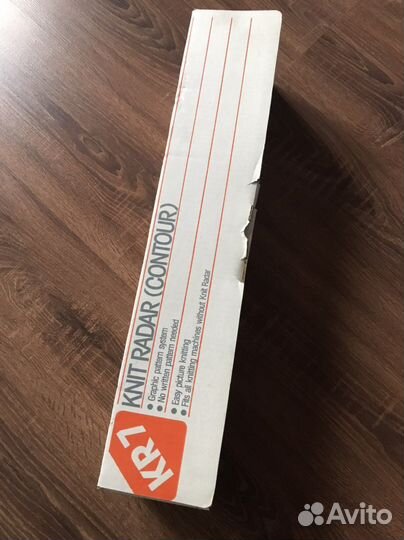 KR7
KNIT RADAR (CONTOUR)
● Graphic pattern system
● No written pattern needed
● Easy picture knitting
● Fits all knitting machines without Knit Radar
Avito